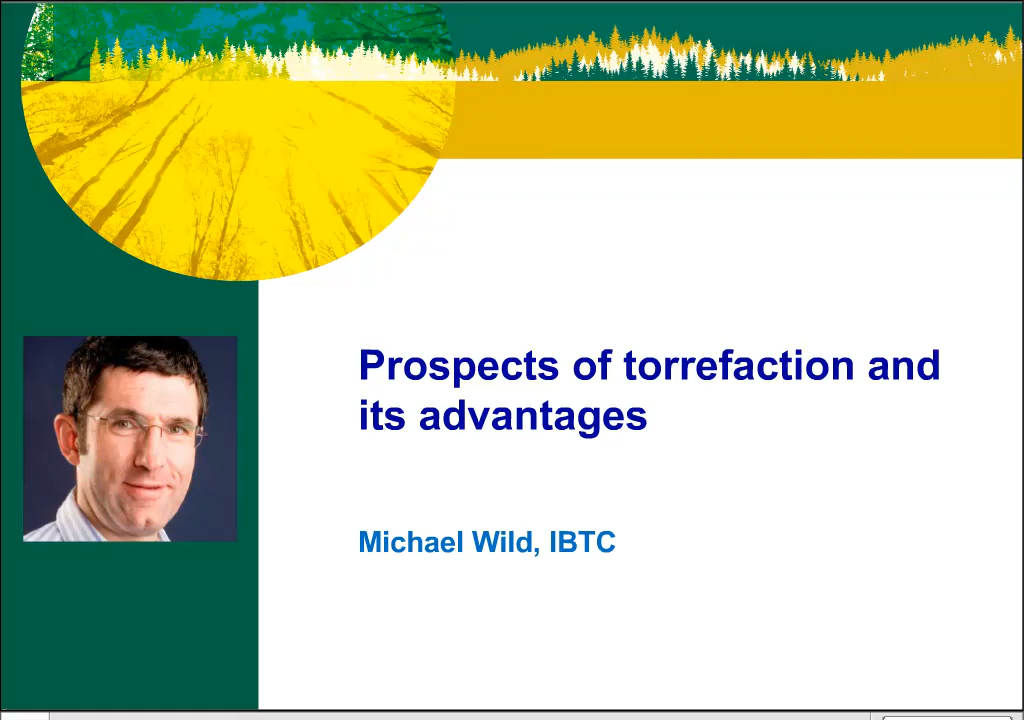 Prospects of torrefaction and
its advantages
Michael Wild, IBTC